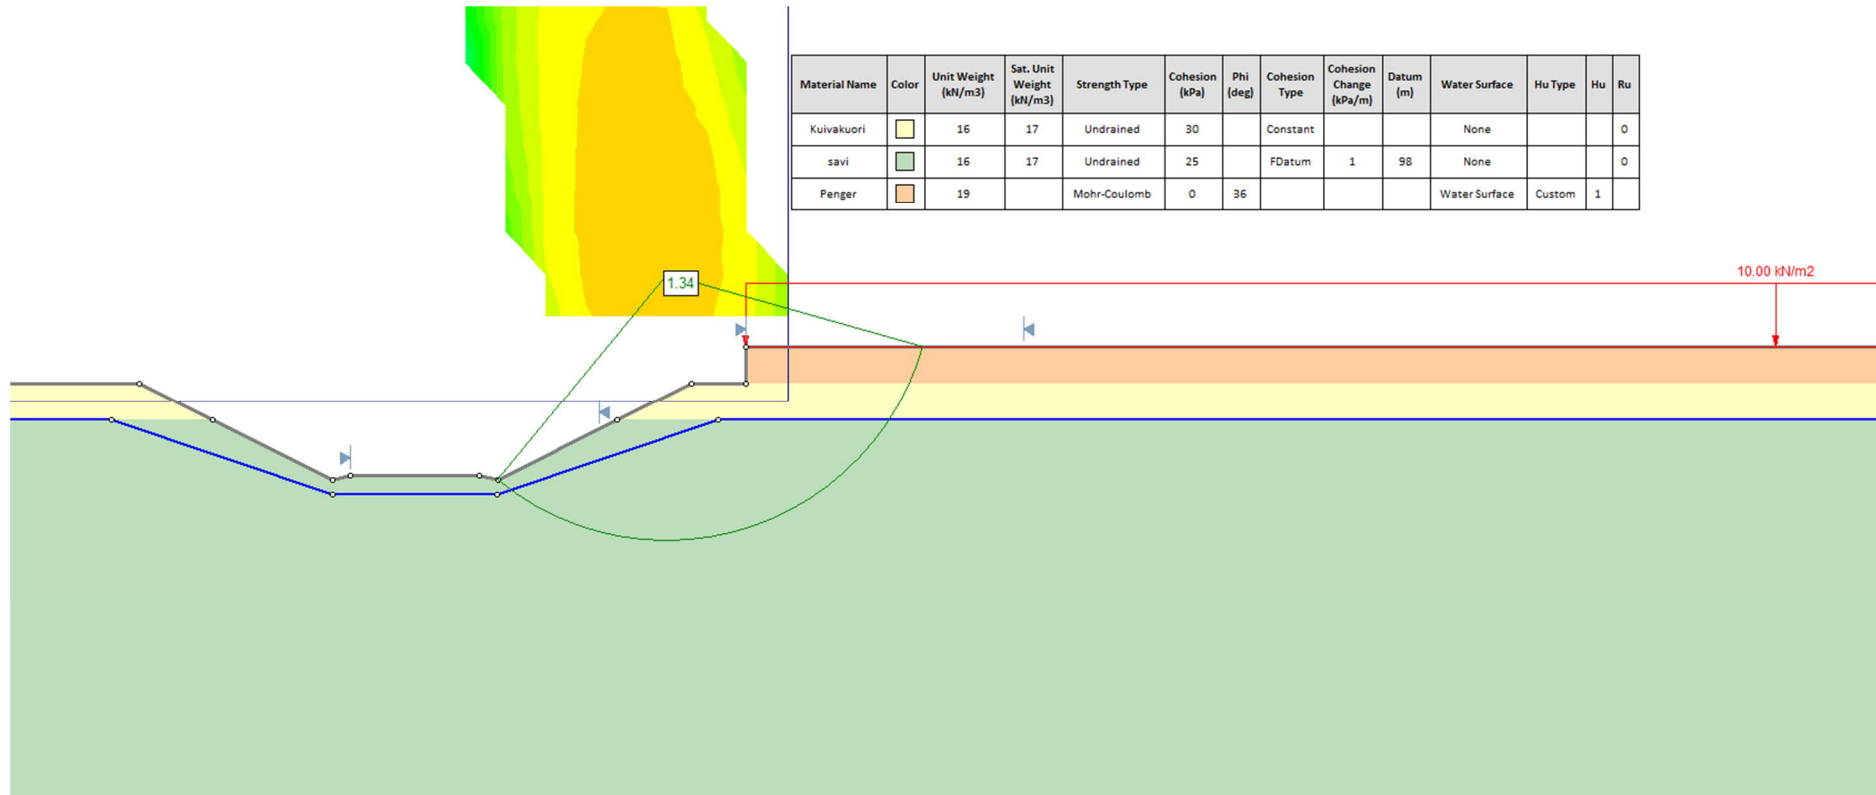 Material Name Color Unit Weight (kN/m3) Sat. Unit Weight (kN/m3) Strength Type Cohesion (kPa) Phi (deg) Cohesion Type Cohesion Change (kPa/m) Datum (m) Water Surface Hu Type Hu Ru
Kuivakuori 16 17 Undrained 30 Constant None 0
savi 16 17 Undrained 25 FDatum 1 98 None 0
Penger 19 Mohr-Coulomb 0 36 Water Surface Custom 1
10.00 kN/m2
1.34